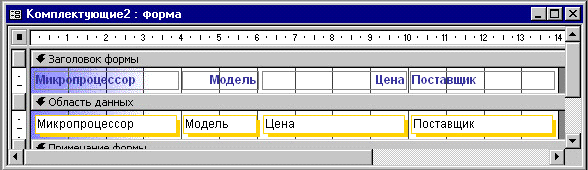 Комплектующие2 : форма
1 2 3 4 5 6 7 8 9 10 11 12 13 14
Заголовок формы
Микропроцессор Модель Цена Поставщик
Область данных
Микропроцессор Модель Цена Поставщик
Примечание формы